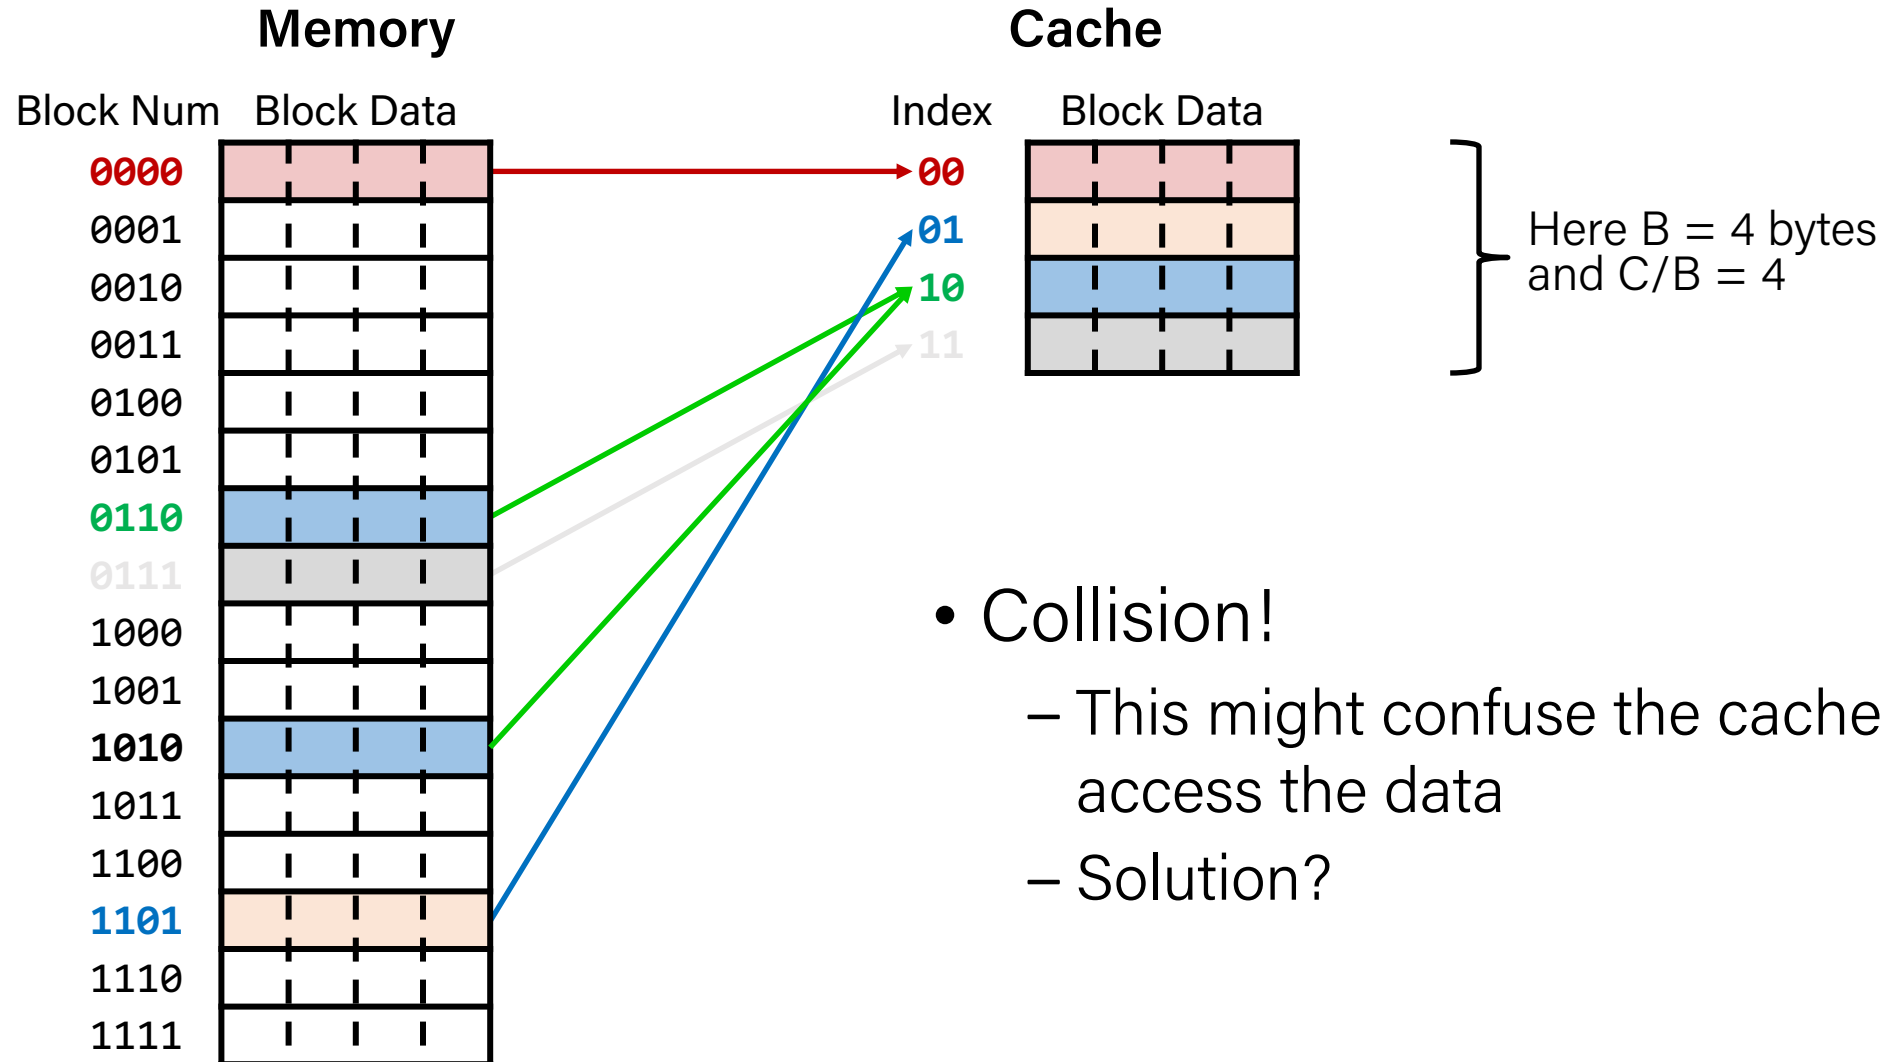 Memory
Cache
Block Num
Block Data
Index
Block Data
0000
0001
0010
0011
0100
0101
0110
0111
1000
1001
1010
1011
1100
1101
1110
1111
00
01
10
11
Here B = 4 bytes
and C/B = 4
• Collision!
– This might confuse the cache
access the data
– Solution?